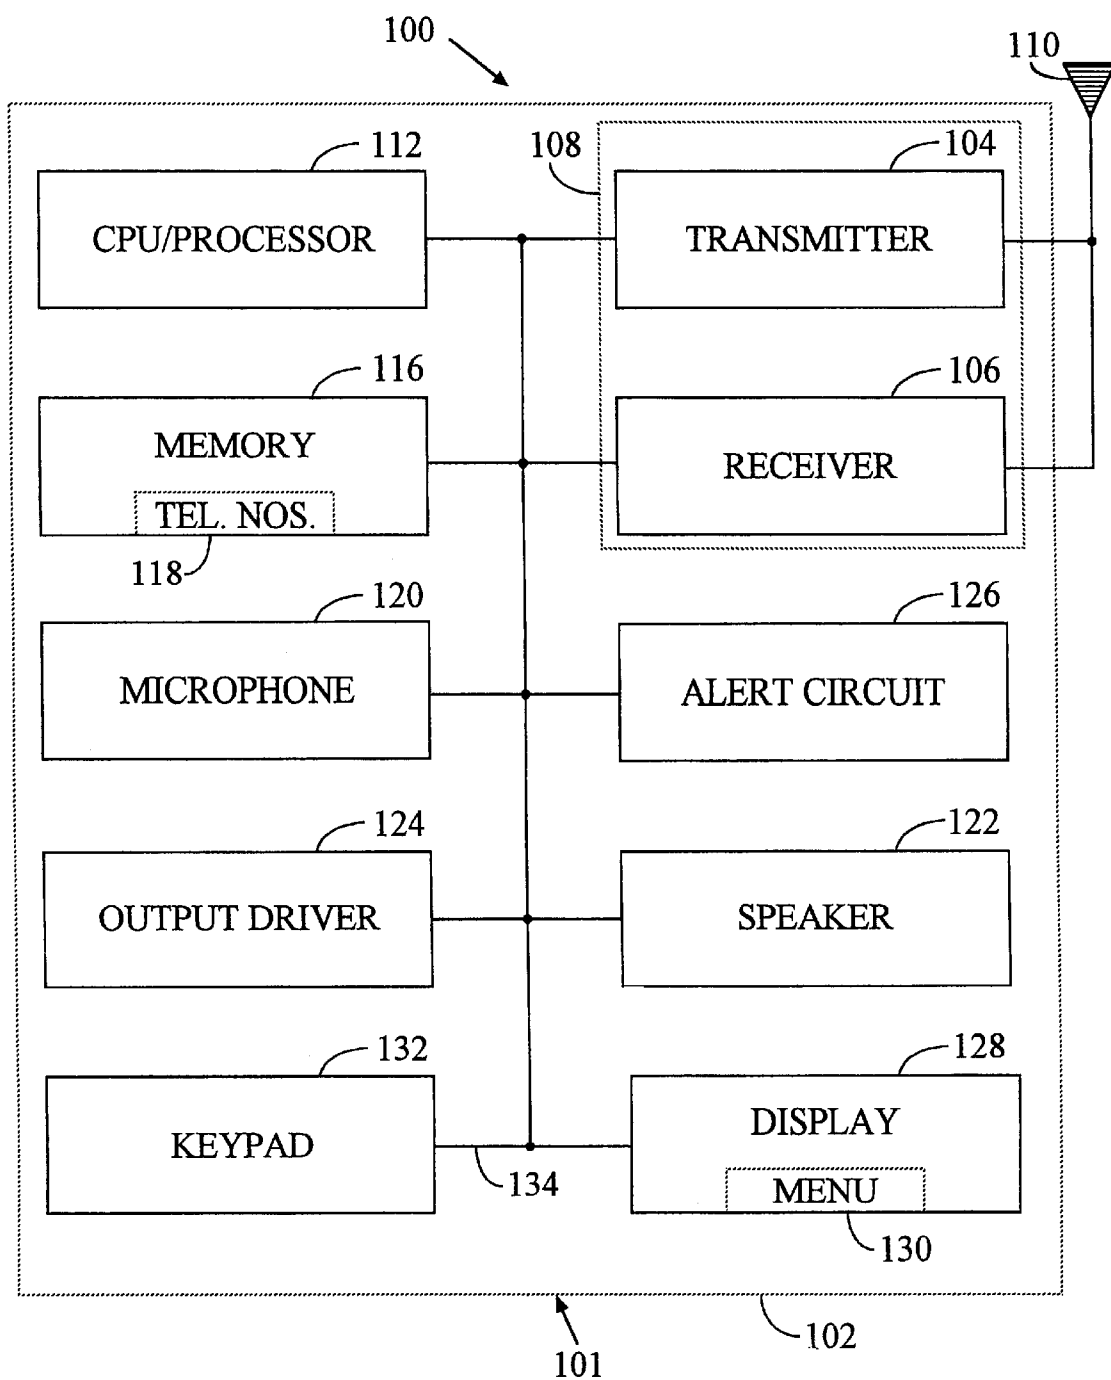 100
110
112
108
104
CPU/PROCESSOR
TRANSMITTER
116
106
MEMORY
RECEIVER
TEL. NOS.
118
120
126
MICROPHONE
ALERT CIRCUIT
124
122
OUTPUT DRIVER
SPEAKER
132
128
KEYPAD
DISPLAY
134
MENU
130
102
101